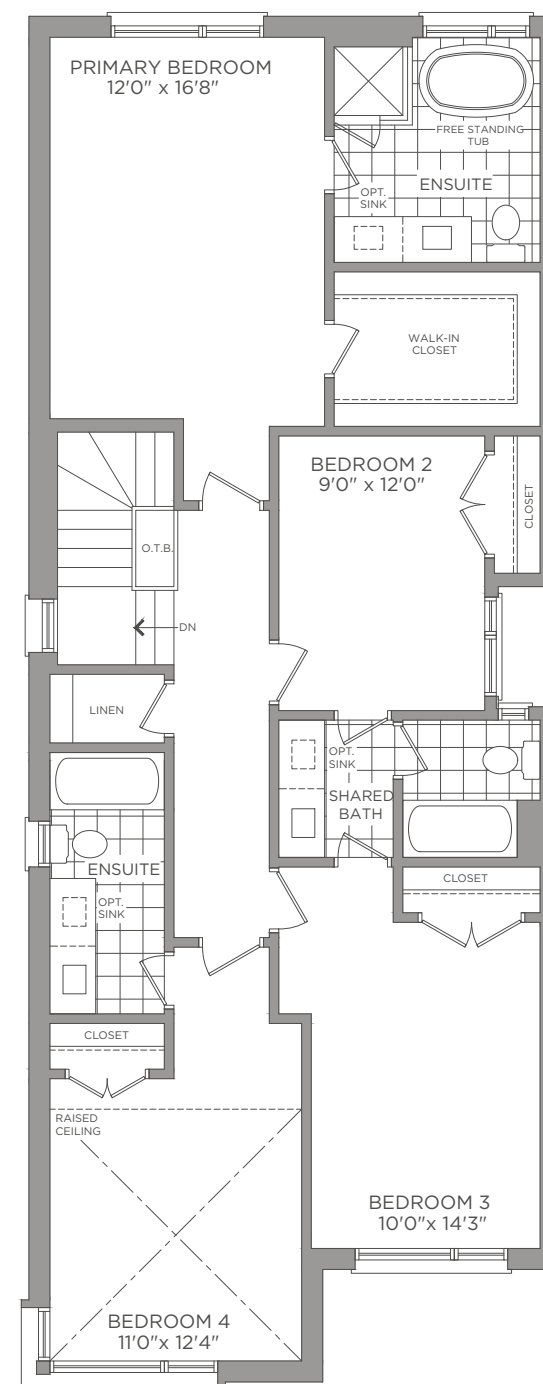 PRIMARY BEDROOM
12'0" x 16'8"
FREE STANDING
TUB
ENSUITE
OPT.
SINK
WALK-IN
CLOSET
BEDROOM 2
9'0" x 12'0"
CLOSET
O.T.B.
DN
LINEN
OPT.
SINK
SHARED
BATH
ENSUITE
OPT.
SINK
CLOSET
CLOSET
RAISED
CEILING
BEDROOM 3
10'0"x 14'3"
BEDROOM 4
11'0"x 12'4"